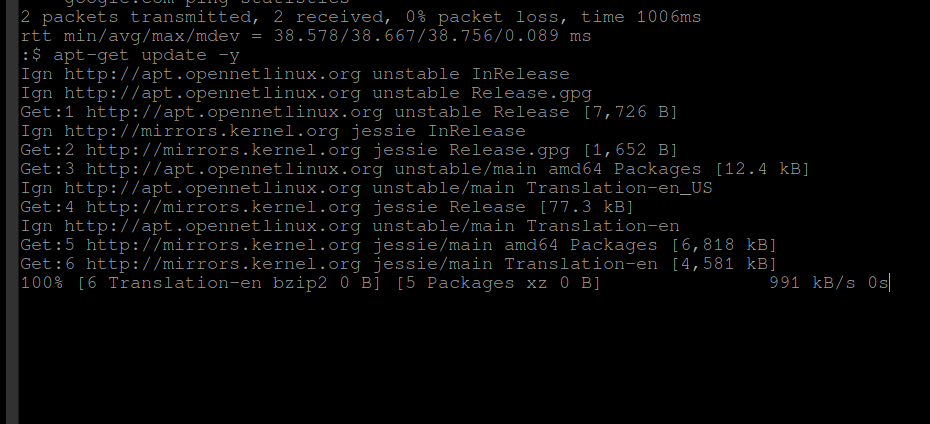 google.com ping statistics
2 packets transmitted, 2 received, 0% packet loss, time 1006ms
rtt min/avg/max/mdev = 38.578/38.667/38.756/0.089 ms
:$ apt-get update -y
Ign http://apt.opennetlinux.org unstable InRelease
Ign http://apt.opennetlinux.org unstable Release.gpg
Get:1 http://apt.opennetlinux.org unstable Release [7,726 B]
Ign http://mirrors.kernel.org jessie InRelease
Get:2 http://mirrors.kernel.org jessie Release.gpg [1,652 B]
Get:3 http://apt.opennetlinux.org unstable/main amd64 Packages [12.4 kB]
Ign http://apt.opennetlinux.org unstable/main Translation-en_US
Get:4 http://mirrors.kernel.org jessie Release [77.3 kB]
Ign http://apt.opennetlinux.org unstable/main Translation-en
Get:5 http://mirrors.kernel.org jessie/main amd64 Packages [6,818 kB]
Get:6 http://mirrors.kernel.org jessie/main Translation-en [4,581 kB]
100% [6 Translation-en bzip2 0 B] [5 Packages xz 0 B] 991 kB/s 0s